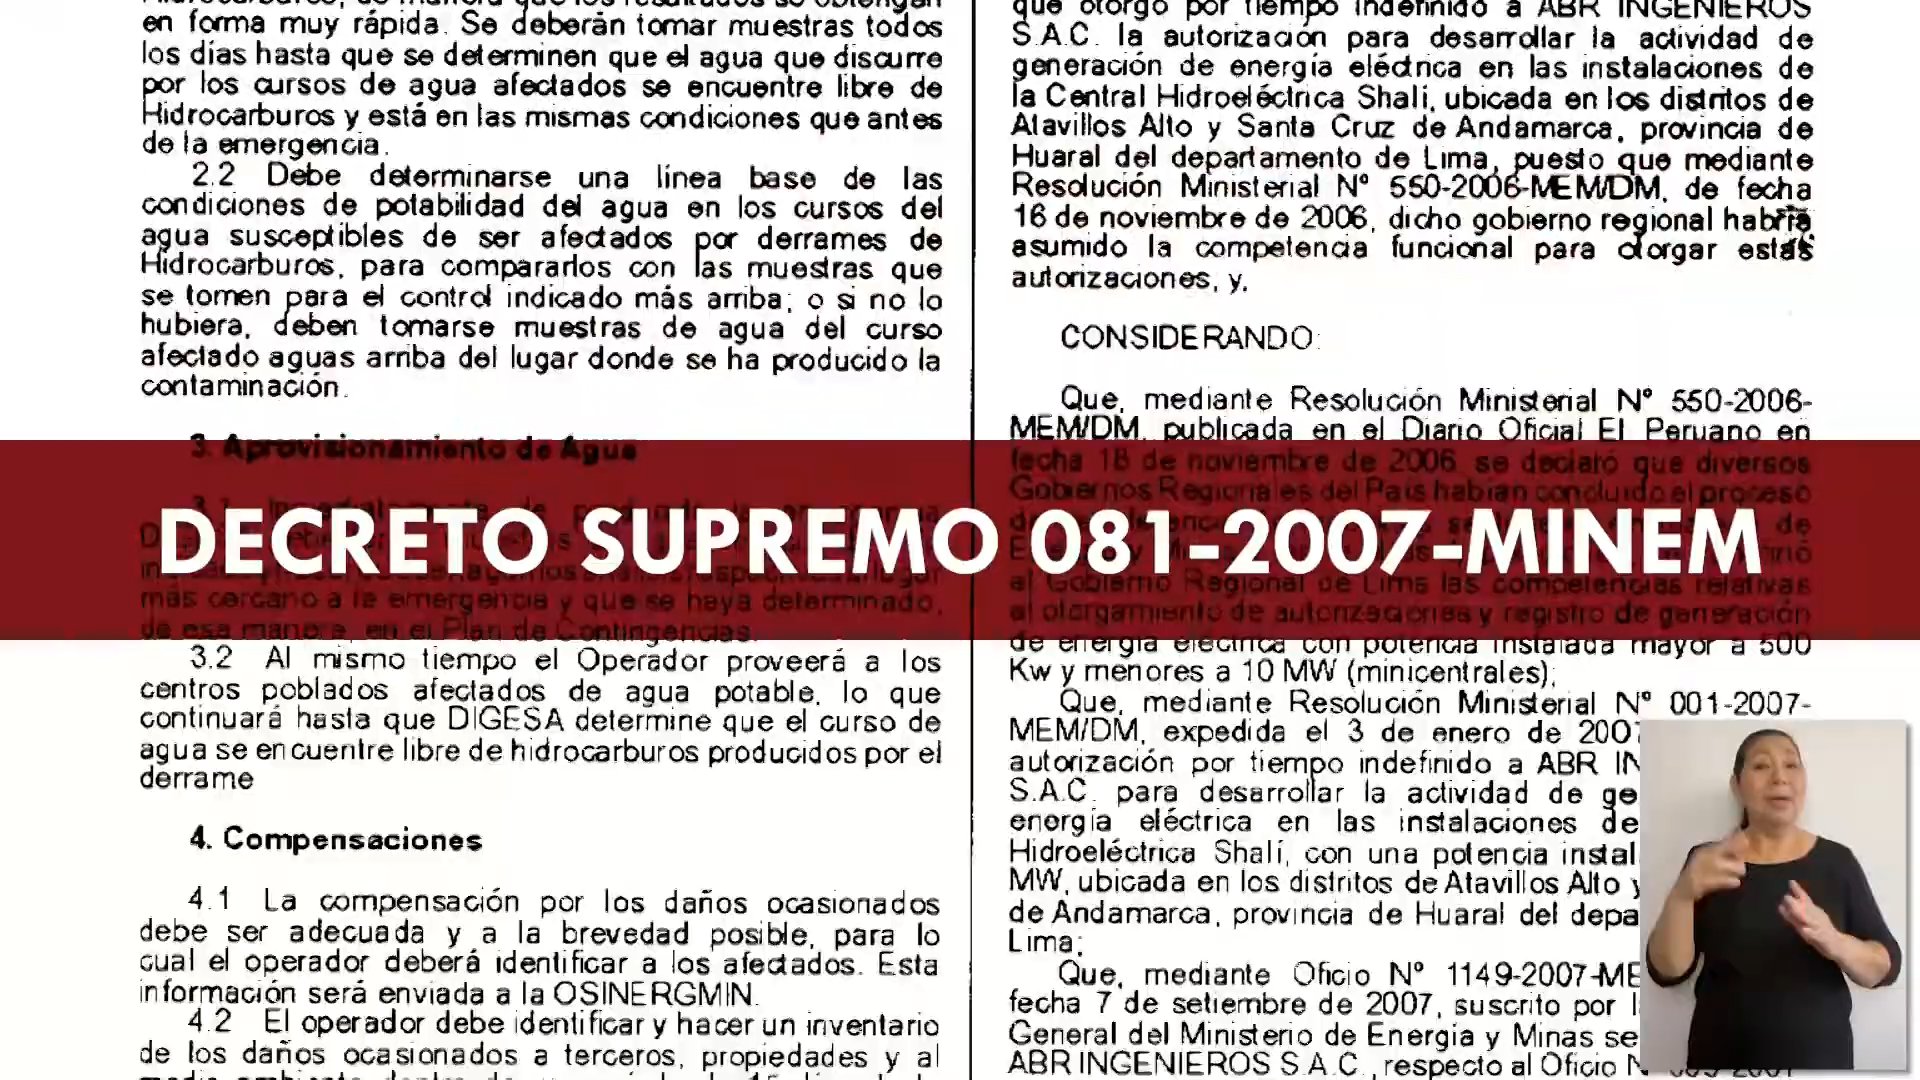 en forma muy rápida. Se deberán tomar muestras todos
los días hasta que se determinen que el agua que discurre
por los cursos de agua afectados se encuentre libre de
Hidrocarburos y está en las mismas condiciones que antes
de la emergencia.
2.2 Debe determinarse una línea base de las
condiciones de potabilidad del agua en los cursos del
agua susceptibles de ser afectados por derrames de
Hidrocarburos, para compararlos con las muestras que
se tomen para el control indicado más arriba; o si no lo
hubiera, deben tomarse muestras de agua del curso
afectado aguas arriba del lugar donde se ha producido la
contaminación.
3. Aprovisionamiento de Agua
más cercano a la emergencia y que se haya determinado,
de esa manera, en el Plan de Contingencias.
3.2 Al mismo tiempo el Operador proveerá a los
centros poblados afectados de agua potable, lo que
continuará hasta que DIGESA determine que el curso de
agua se encuentre libre de hidrocarburos producidos por el
derrame
4. Compensaciones
4.1 La compensación por los daños ocasionados
debe ser adecuada y a la brevedad posible, para lo
cual el operador deberá identificar a los afectados. Esta
información será enviada a la OSINERGMIN.
4.2 El operador debe identificar y hacer un inventario
de los daños ocasionados a terceros, propiedades y al
que otorgó por tiempo indefinido a ABR INGENIEROS
S.A.C. la autorización para desarrollar la actividad de
generación de energía eléctrica en las instalaciones de
la Central Hidroeléctrica Shalí, ubicada en los distritos de
Atavillos Alto y Santa Cruz de Andamarca, provincia de
Huaral del departamento de Lima, puesto que mediante
Resolución Ministerial Nº 550-2006-MEM/DM, de fecha
16 de noviembre de 2006, dicho gobierno regional habría
asumido la competencia funcional para otorgar estas
autorizaciones, y,
CONSIDERANDO:
Que, mediante Resolución Ministerial Nº 550-2006-
MEM/DM, publicada en el Diario Oficial El Peruano en
fecha 18 de noviembre de 2006, se declaró que diversos
Gobiernos Regionales del País habían concluido el proceso
al Gobierno Regional de Lima las competencias relativas
al otorgamiento de autorizaciones y registro de generación
de energía eléctrica con potencia instalada mayor a 500
Kw y menores a 10 MW (minicentrales);
Que, mediante Resolución Ministerial Nº 001-2007-
MEM/DM, expedida el 3 de enero de 2007
autorización por tiempo indefinido a ABR IN
S.A.C. para desarrollar la actividad de ge
energía eléctrica en las instalaciones de
Hidroeléctrica Shalí, con una potencia instal
MW, ubicada en los distritos de Atavillos Alto y
de Andamarca, provincia de Huaral del depa
Lima;
Que, mediante Oficio Nº 1149-2007-ME
fecha 7 de setiembre de 2007, suscrito por l
General del Ministerio de Energía y Minas se
ABR INGENIEROS S.A.C., respecto al Oficio N
DECRETO SUPREMO 081-2007-MINEM